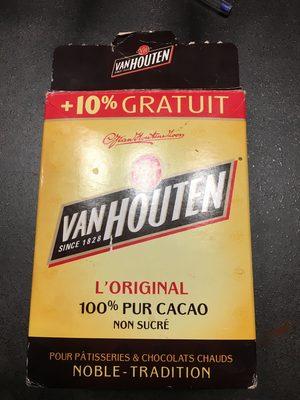 VAN HOUTEN
+10% GRATUIT
VAN HOUTEN
SINCE 1828
L'ORIGINAL
100% PUR CACAO
NON SUCRÉ
POUR PÂTISSERIES & CHOCOLATS CHAUDS
NOBLE-TRADITION